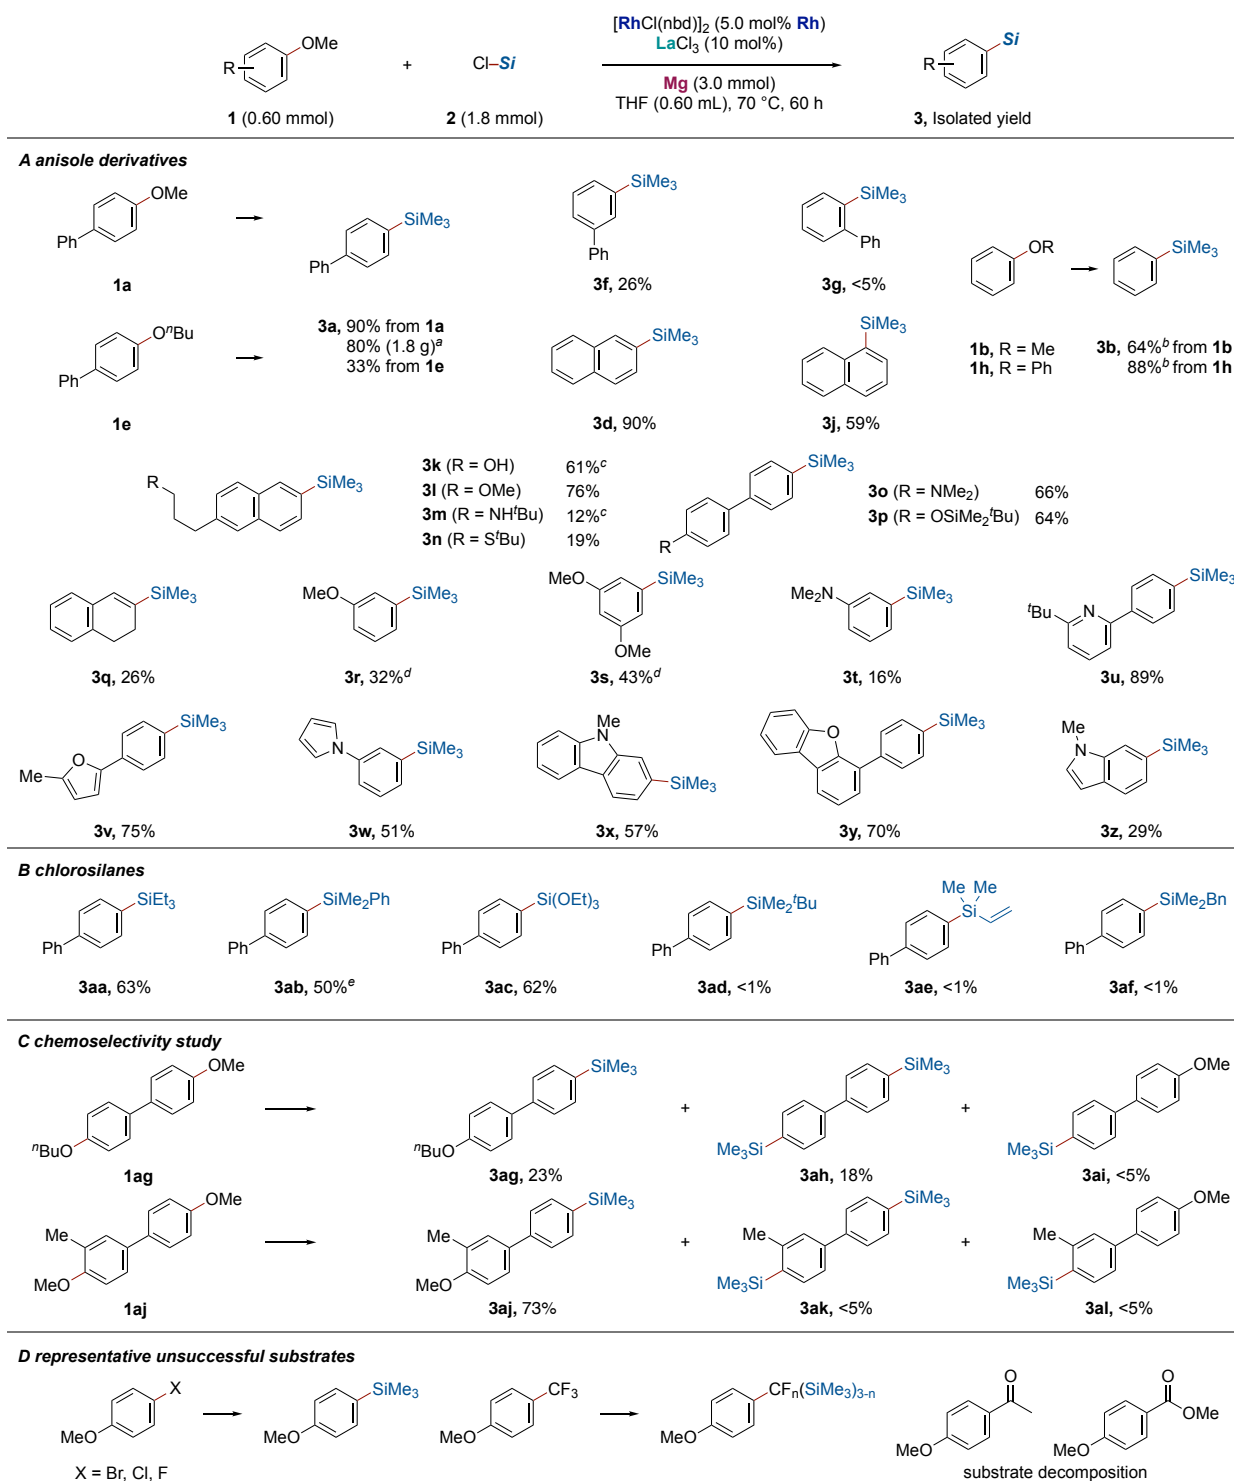 [RhCl(nbd)]2 (5.0 mol% Rh)
LaCl3 (10 mol%)
OMe
R
+
Cl–Si
Mg (3.0 mmol)
THF (0.60 mL), 70 °C, 60 h
Si
R
1 (0.60 mmol)
2 (1.8 mmol)
3, Isolated yield
A anisole derivatives
OMe
Ph
1a
SiMe3
Ph
SiMe3
Ph
3f, 26%
SiMe3
Ph
3g, <5%
OR
SiMe3
OnBu
Ph
1e
3a, 90% from 1a
80% (1.8 g)a
33% from 1e
SiMe3
3d, 90%
SiMe3
3j, 59%
1b, R = Me
1h, R = Ph
3b, 64%b from 1b
88%b from 1h
R
SiMe3
3k (R = OH) 61%c
3l (R = OMe) 76%
3m (R = NHtBu) 12%c
3n (R = StBu) 19%
SiMe3
R
3o (R = NMe2) 66%
3p (R = OSiMe2tBu) 64%
SiMe3
3q, 26%
MeO
SiMe3
3r, 32%d
MeO
SiMe3
OMe
3s, 43%d
Me2N
SiMe3
3t, 16%
tBu
N
SiMe3
3u, 89%
Me
O
SiMe3
3v, 75%
N
SiMe3
3w, 51%
Me
N
SiMe3
3x, 57%
O
SiMe3
3y, 70%
Me
N
SiMe3
3z, 29%
B chlorosilanes
SiEt3
Ph
3aa, 63%
SiMe2Ph
Ph
3ab, 50%e
Si(OEt)3
Ph
3ac, 62%
SiMe2tBu
Ph
3ad, <1%
Me Me
Si
Ph
3ae, <1%
SiMe2Bn
Ph
3af, <1%
C chemoselectivity study
OMe
nBuO
1ag
SiMe3
nBuO
3ag, 23%
+
SiMe3
Me3Si
3ah, 18%
+
OMe
Me3Si
3ai, <5%
OMe
Me
MeO
1aj
SiMe3
Me
MeO
3aj, 73%
+
SiMe3
Me
Me3Si
3ak, <5%
+
OMe
Me
Me3Si
3al, <5%
D representative unsuccessful substrates
X
MeO
X = Br, Cl, F
SiMe3
MeO
CF3
MeO
CFn(SiMe3)3-n
MeO
O
MeO
O
OMe
MeO
substrate decomposition